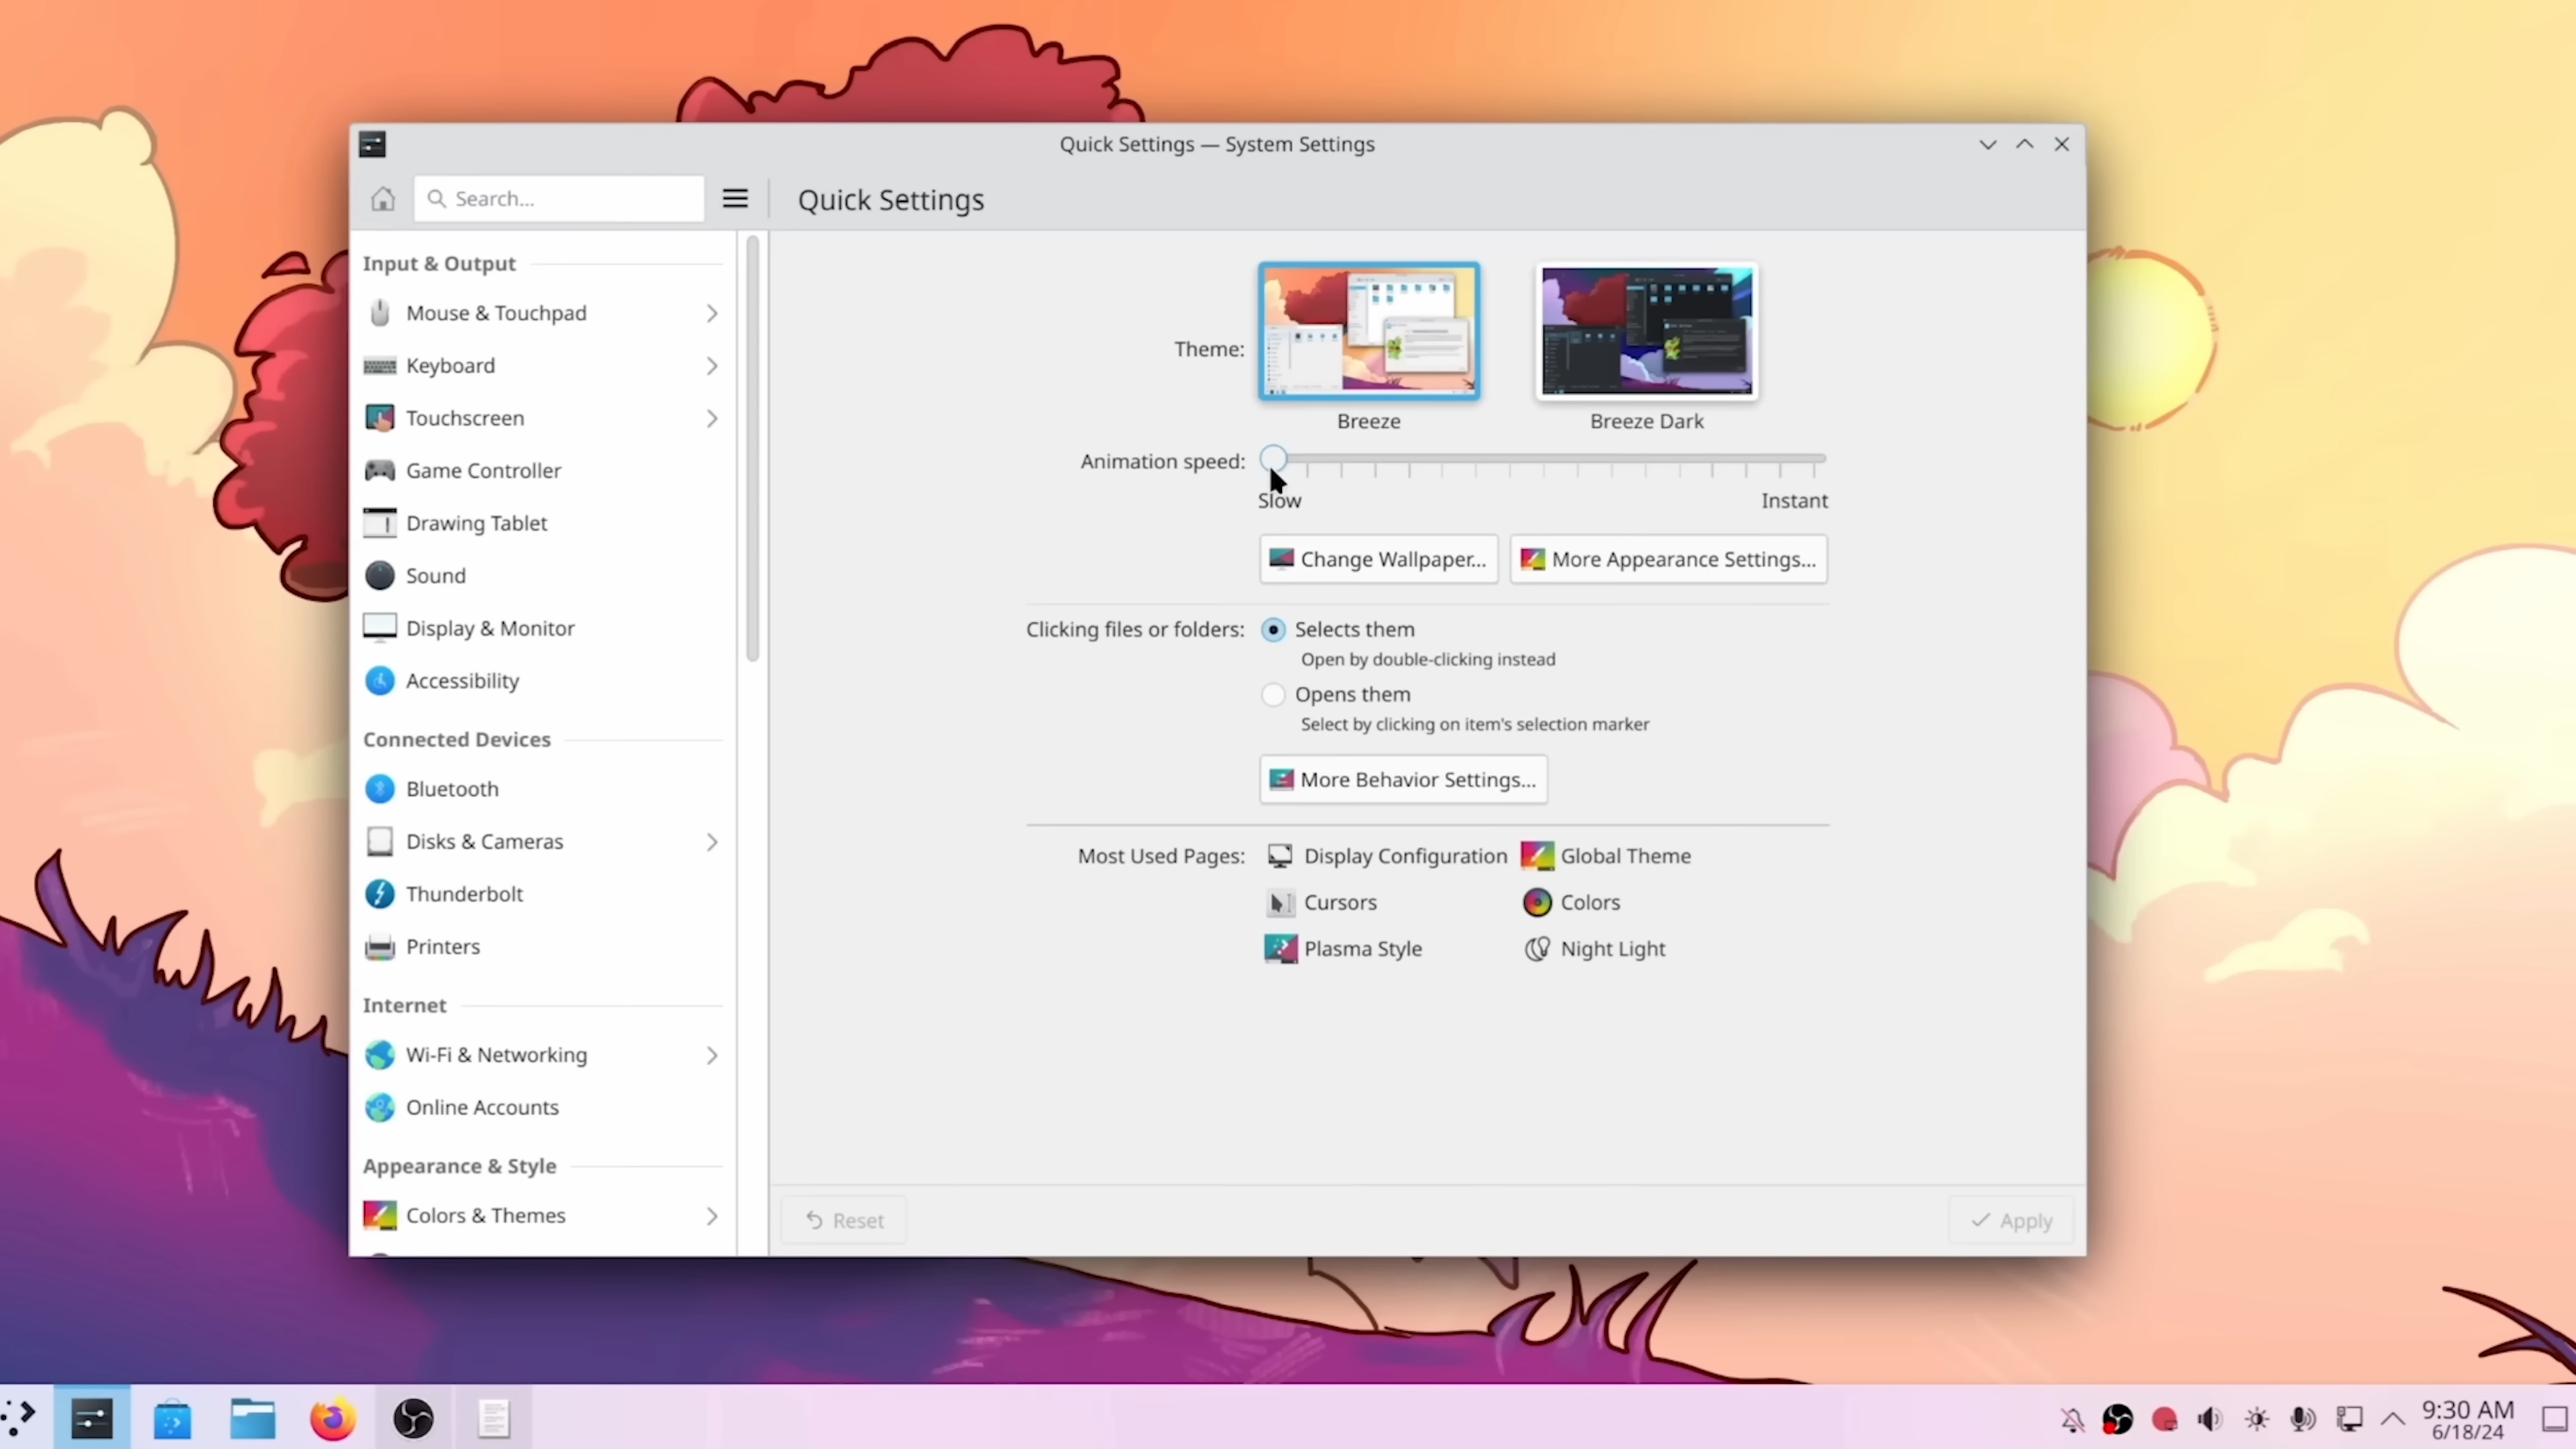 Quick Settings — System Settings
Search...
Quick Settings
Input & Output
Mouse & Touchpad
Keyboard
Touchscreen
Game Controller
Drawing Tablet
Sound
Display & Monitor
Accessibility
Connected Devices
Bluetooth
Disks & Cameras
Thunderbolt
Printers
Internet
Wi-Fi & Networking
Online Accounts
Appearance & Style
Colors & Themes
Theme:
Breeze
Breeze Dark
Animation speed:
Slow
Instant
Change Wallpaper...
More Appearance Settings...
Clicking files or folders:
Selects them
Open by double-clicking instead
Opens them
Select by clicking on item's selection marker
More Behavior Settings...
Most Used Pages:
Display Configuration
Global Theme
Cursors
Colors
Plasma Style
Night Light
Reset
Apply
9:30 AM
6/18/24